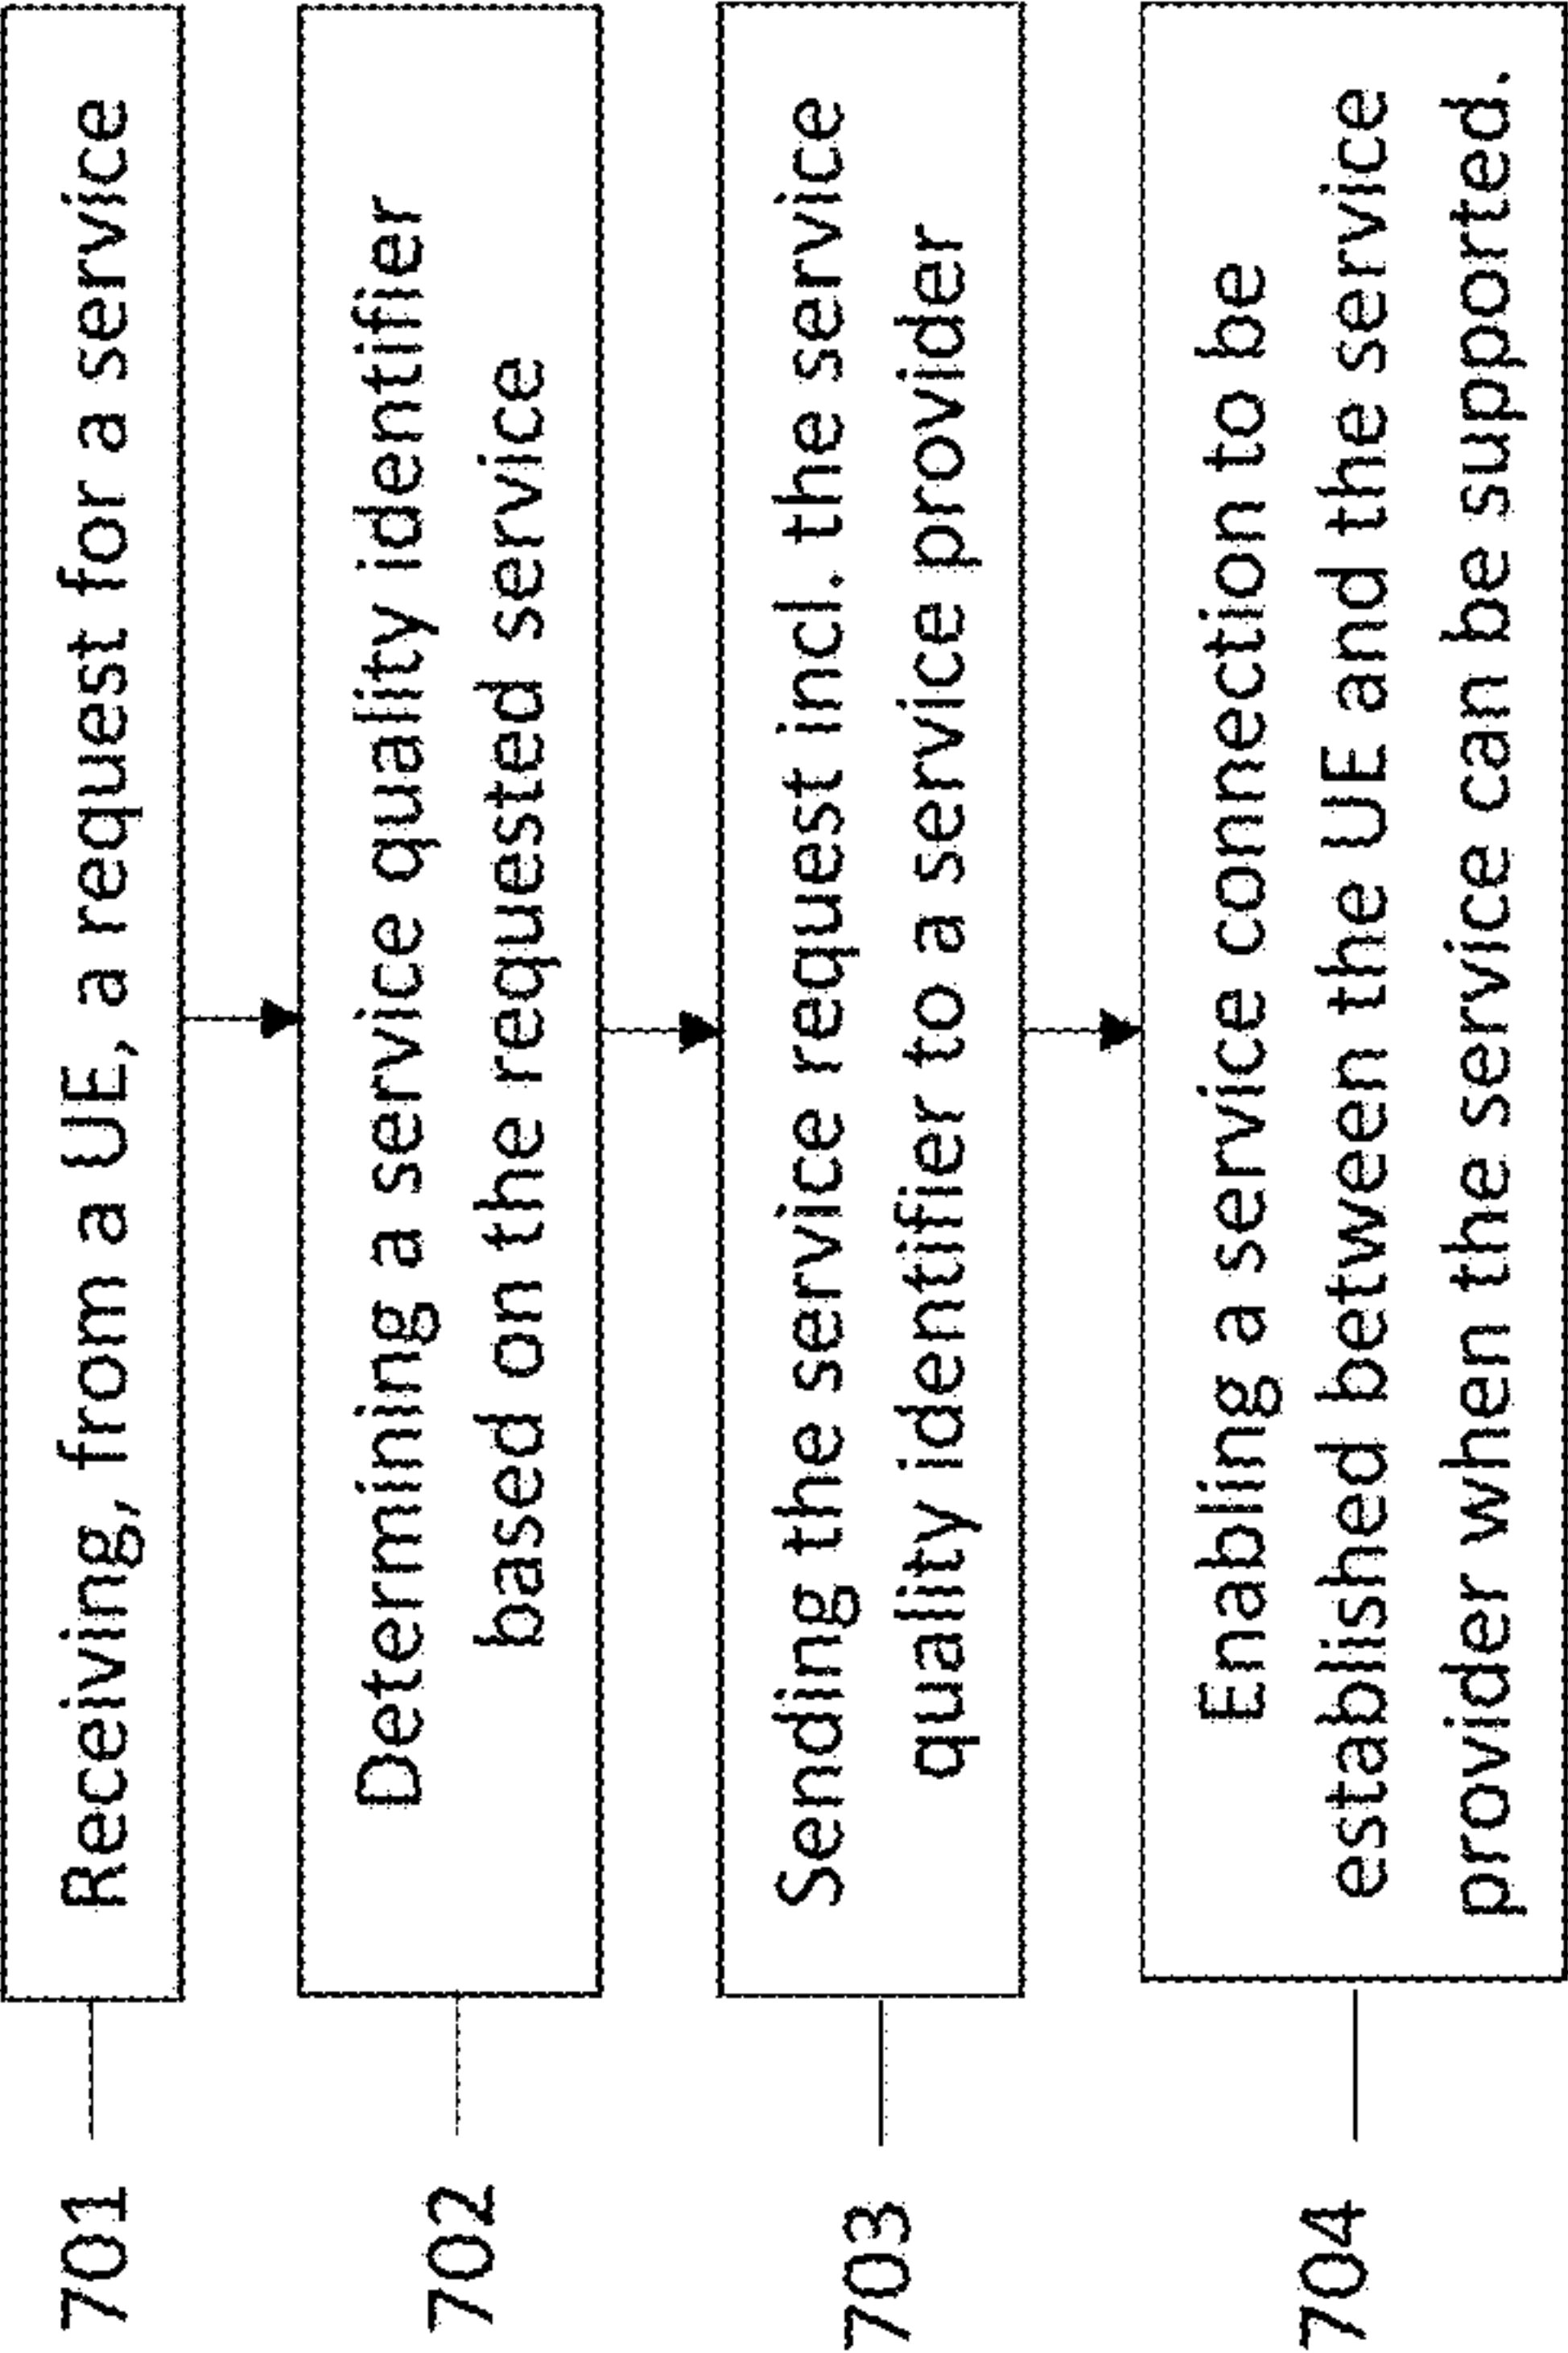 701
Receiving, from a UE, a request for a service
702
Determining a service quality identifier
based on the requested service
703
Sending the service request incl. the service
quality identifier to a service provider
704
Enabling a service connection to be
established between the UE and the service
provider when the service can be supported.